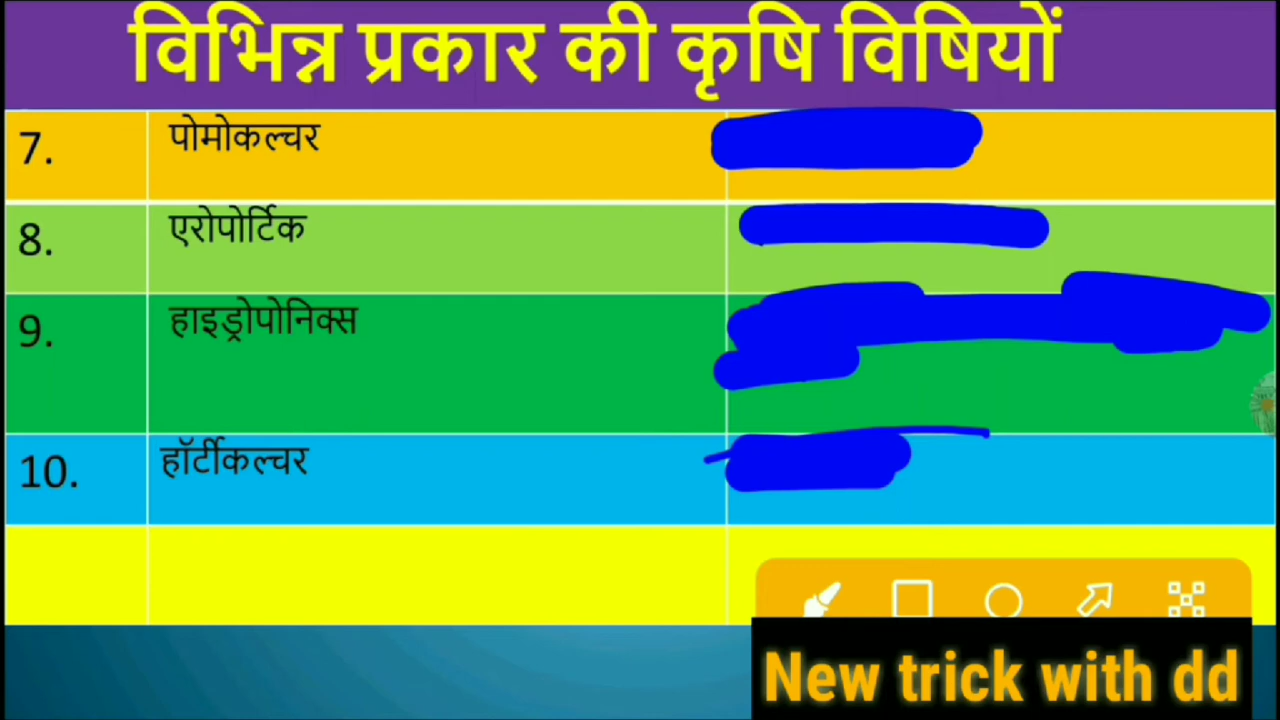 विभिन्न प्रकार की कृषि विषियों
7. पोमोकल्चर
8. एरोपोर्टिक
9. हाइड्रोपोनिक्स
10. हॉर्टीकल्चर
New trick with dd